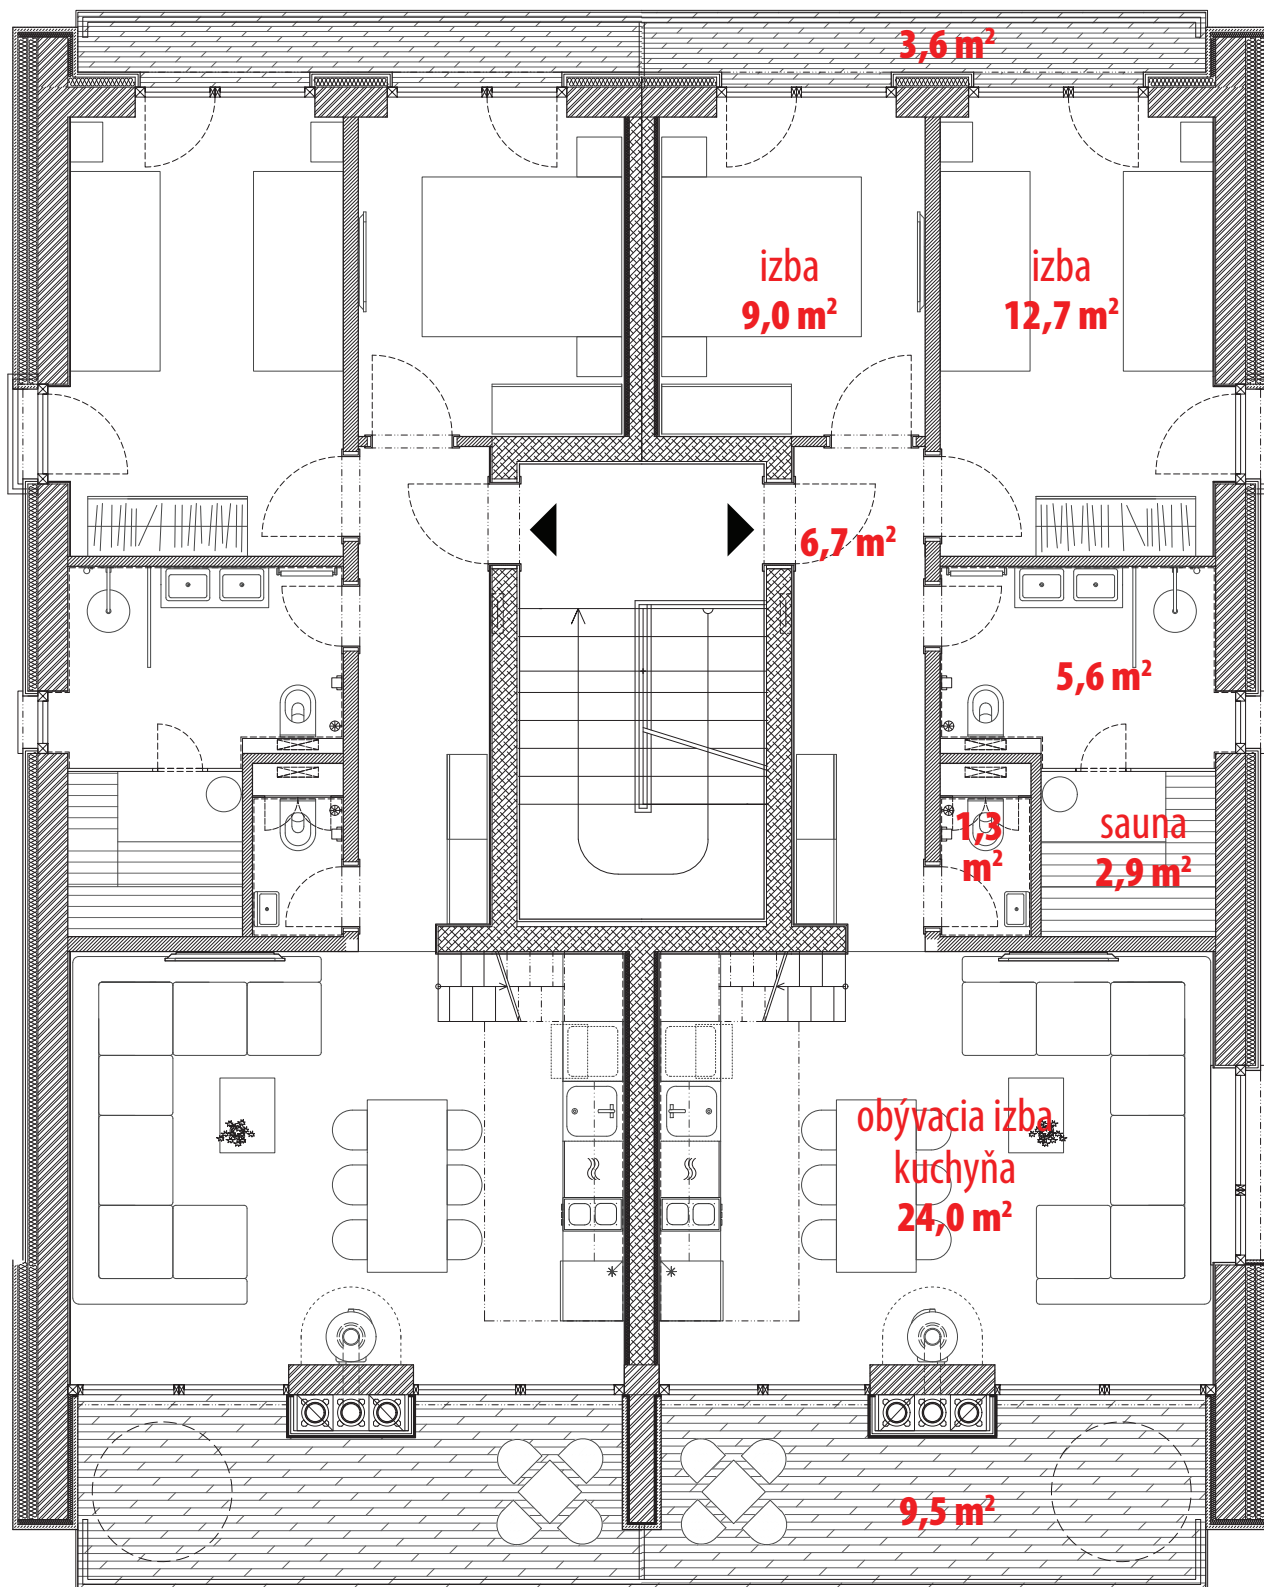 3,6 m²
izba
9,0 m²
izba
12,7 m²
6,7 m²
5,6 m²
1,3
m²
sauna
2,9 m²
obývacia izba
kuchyňa
24,0 m²
9,5 m²